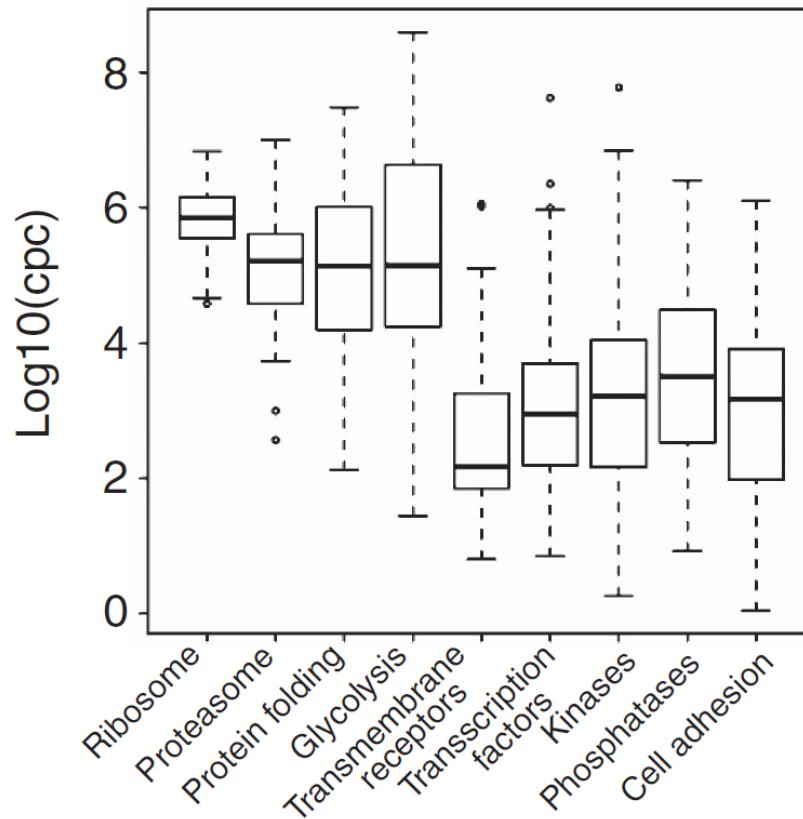 8
6
4
2
0
Log10(cpc)
Ribosome
Proteasome
Protein folding
Glycolysis
Transmembrane
receptors
Transscription
factors
Kinases
Phosphatases
Cell adhesion